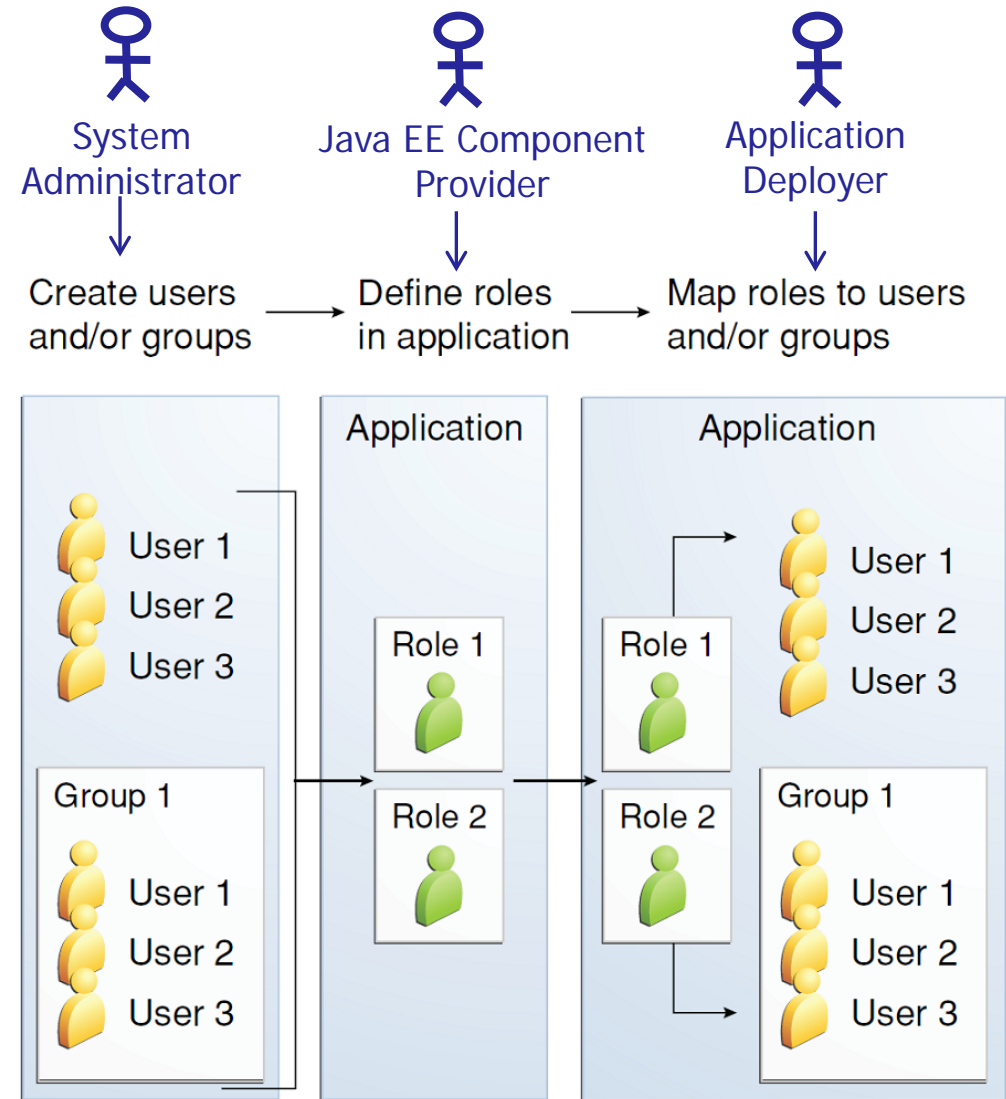 System
Administrator
Java EE Component
Provider
Application
Deployer
Create users
and/or groups
Define roles
in application
Map roles to users
and/or groups
User 1
User 2
User 3
Group 1
User 1
User 2
User 3
Application
Role 1
Role 2
Application
Role 1
Role 2
User 1
User 2
User 3
Group 1
User 1
User 2
User 3